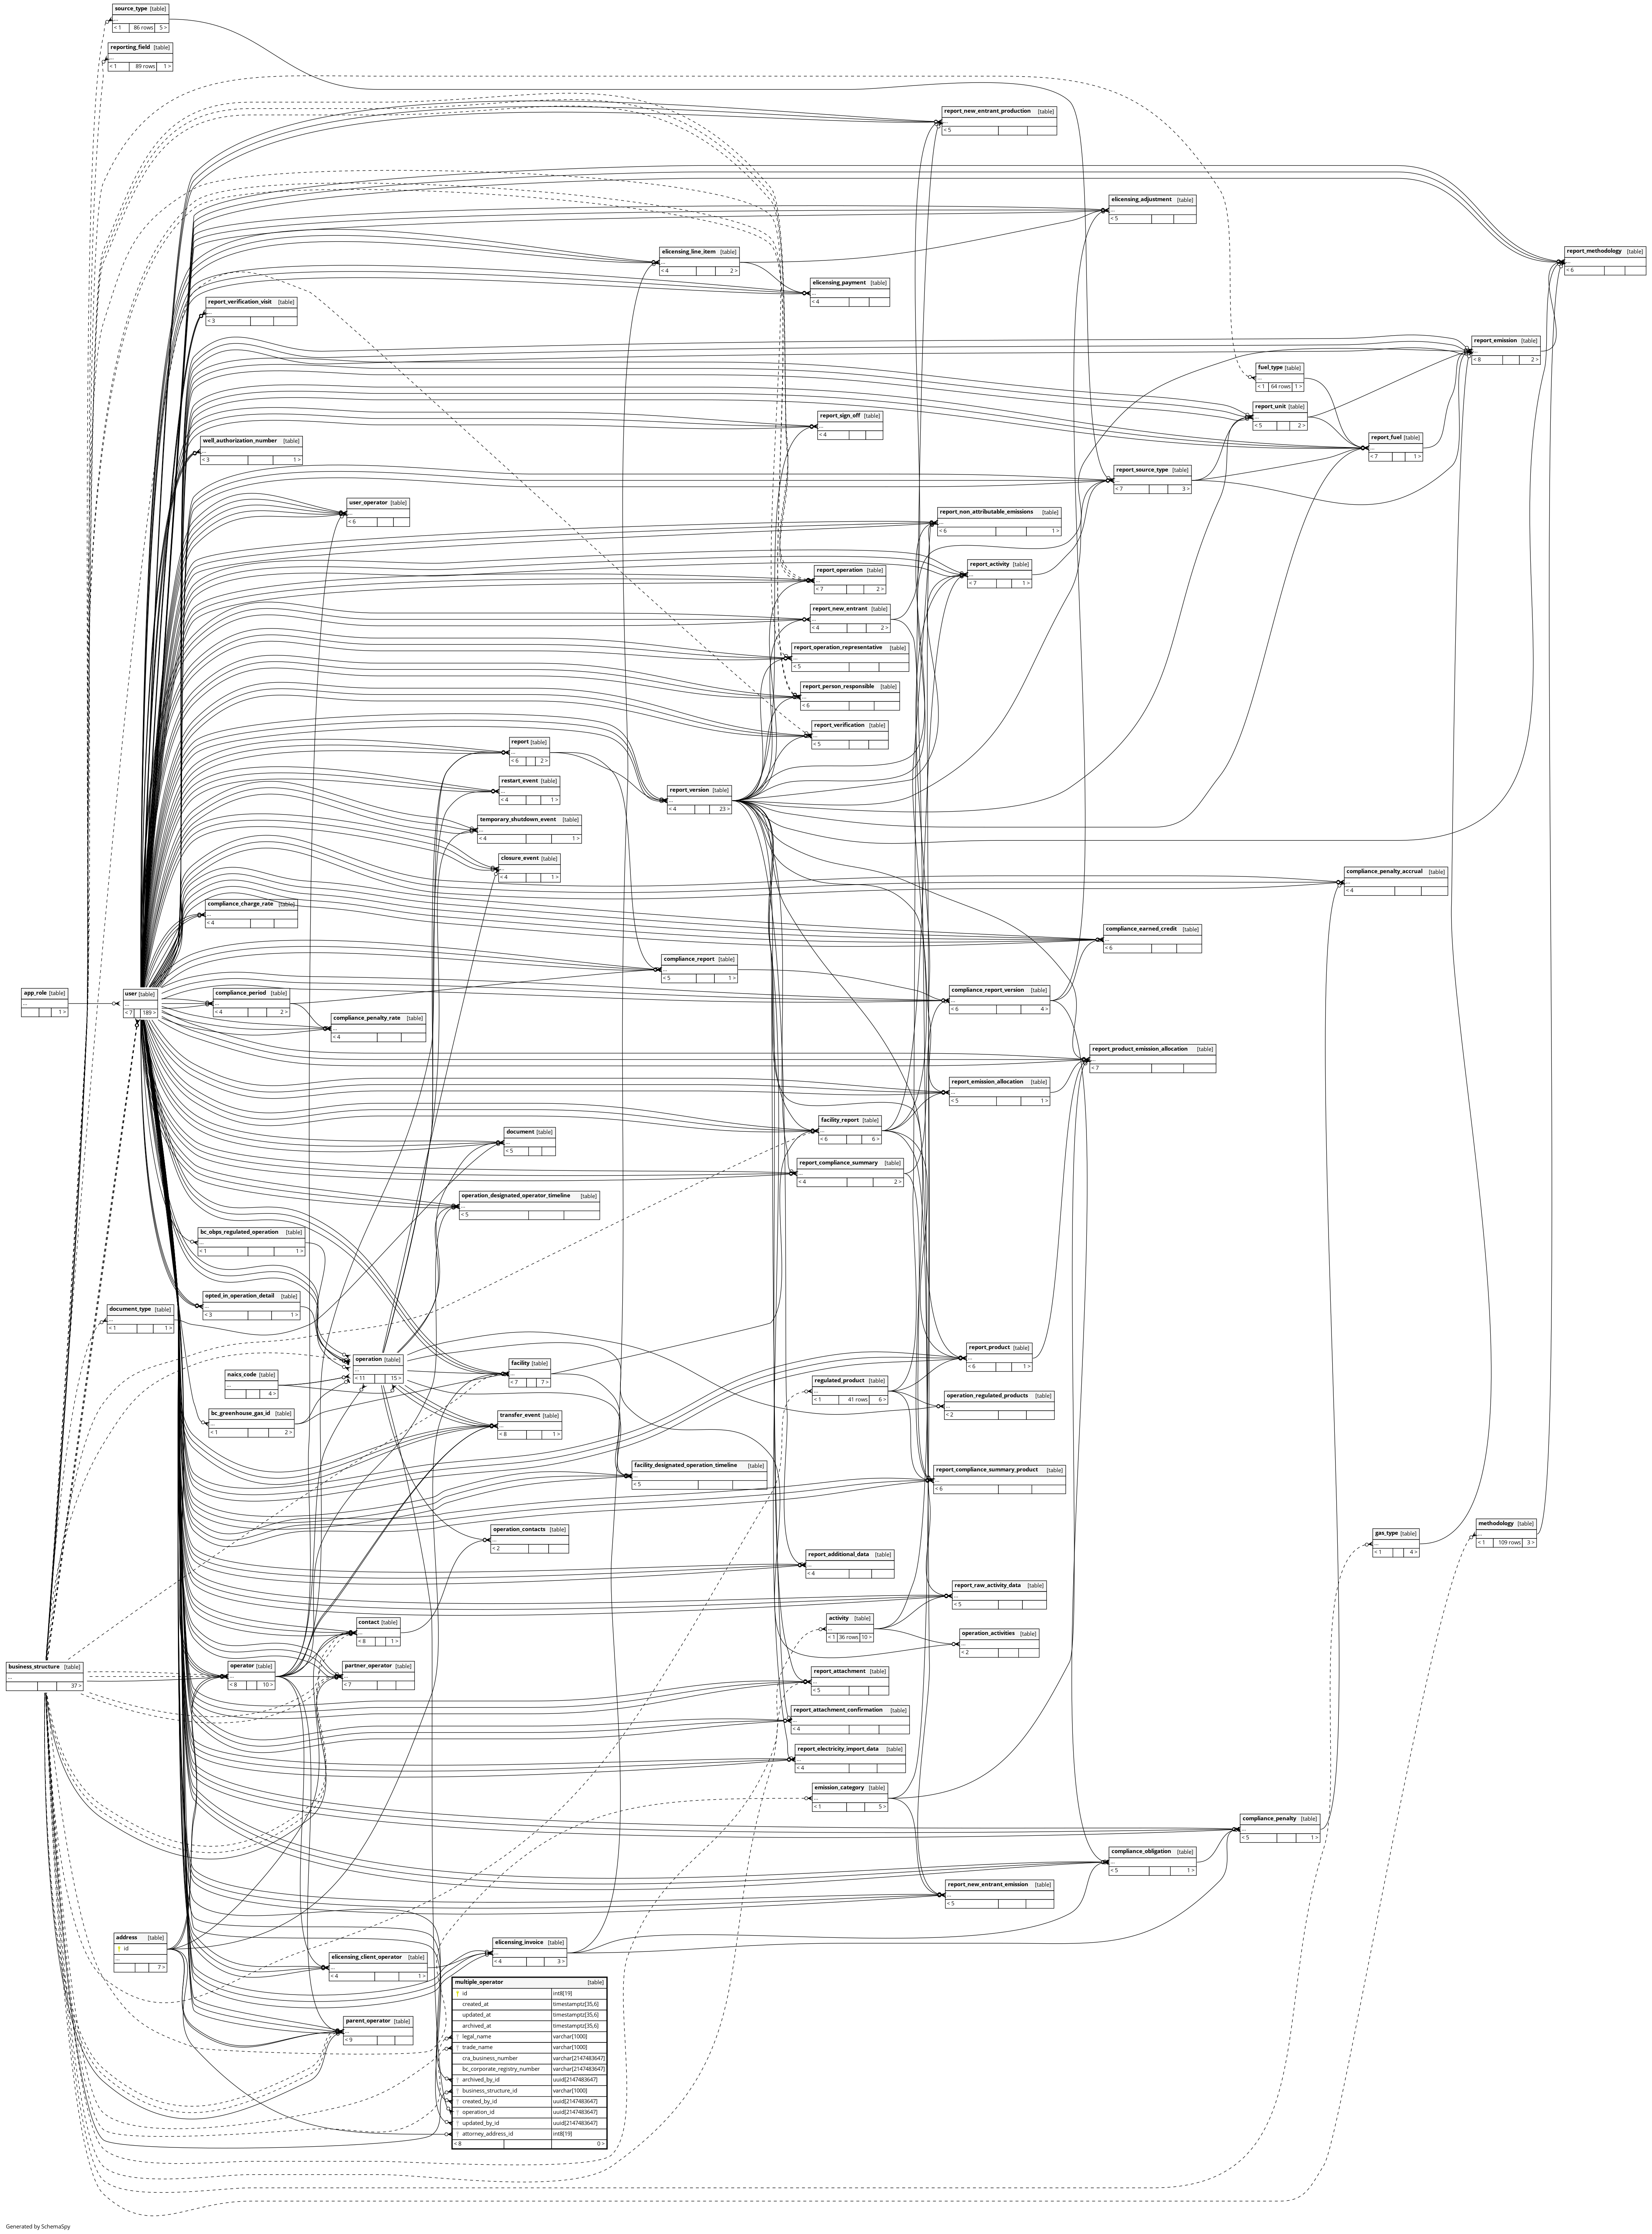 source_type [table]
...
< 1 86 rows 5 >
reporting_field [table]
...
< 1 89 rows 1 >
report_new_entrant_production [table]
...
< 5
elicensing_adjustment [table]
...
< 5
elicensing_line_item [table]
...
< 4 2 >
report_methodology [table]
...
< 6
elicensing_payment [table]
...
< 4
report_verification_visit [table]
...
< 3
report_emission [table]
...
< 8 2 >
fuel_type [table]
...
< 1 64 rows 1 >
report_unit [table]
...
< 5 2 >
report_sign_off [table]
...
< 4
report_fuel [table]
...
< 7 1 >
well_authorization_number [table]
...
< 3 1 >
report_source_type [table]
...
< 7 3 >
user_operator [table]
...
< 6
report_non_attributable_emissions [table]
...
< 6 1 >
report_activity [table]
...
< 7 1 >
report_operation [table]
...
< 7 2 >
report_new_entrant [table]
...
< 4 2 >
report_operation_representative [table]
...
< 5
report_person_responsible [table]
...
< 6
report_verification [table]
...
< 5
report [table]
...
< 6 2 >
restart_event [table]
...
< 4 1 >
report_version [table]
...
< 4 23 >
temporary_shutdown_event [table]
...
< 4 1 >
closure_event [table]
...
< 4 1 >
compliance_penalty_accrual [table]
...
< 4
compliance_charge_rate [table]
...
< 4
compliance_earned_credit [table]
...
< 6
compliance_report [table]
...
< 5 1 >
app_role [table]
...
1 >
user [table]
...
< 7 189 >
compliance_period [table]
...
< 4 2 >
compliance_report_version [table]
...
< 6 4 >
compliance_penalty_rate [table]
...
< 4
report_product_emission_allocation [table]
...
< 7
report_emission_allocation [table]
...
< 5 1 >
facility_report [table]
...
< 6 6 >
document [table]
...
< 5
report_compliance_summary [table]
...
< 4 2 >
operation_designated_operator_timeline [table]
...
< 5
bc_obps_regulated_operation [table]
...
< 1 1 >
opted_in_operation_detail [table]
...
< 3 1 >
document_type [table]
...
< 1 1 >
operation [table]
...
< 11 15 >
facility [table]
...
< 7 7 >
report_product [table]
...
< 6 1 >
naics_code [table]
...
4 >
regulated_product [table]
...
< 1 41 rows 6 >
operation_regulated_products [table]
...
< 2
bc_greenhouse_gas_id [table]
...
< 1 2 >
transfer_event [table]
...
< 8 1 >
facility_designated_operation_timeline [table]
...
< 5
report_compliance_summary_product [table]
...
< 6
operation_contacts [table]
...
< 2
gas_type [table]
...
< 1 4 >
methodology [table]
...
< 1 109 rows 3 >
report_additional_data [table]
...
< 4
report_raw_activity_data [table]
...
< 5
contact [table]
...
< 8 1 >
activity [table]
...
< 1 36 rows 10 >
operation_activities [table]
...
< 2
business_structure [table]
...
37 >
operator [table]
...
< 8 10 >
partner_operator [table]
...
< 7
report_attachment [table]
...
< 5
report_attachment_confirmation [table]
...
< 4
report_electricity_import_data [table]
...
< 4
emission_category [table]
...
< 1 5 >
compliance_penalty [table]
...
< 5 1 >
compliance_obligation [table]
...
< 5 1 >
report_new_entrant_emission [table]
...
< 5
address [table]
id
...
7 >
elicensing_client_operator [table]
...
< 4 1 >
elicensing_invoice [table]
...
< 4 3 >
parent_operator [table]
...
< 9
multiple_operator [table]
id int8[19]
created_at timestamptz[35,6]
updated_at timestamptz[35,6]
archived_at timestamptz[35,6]
legal_name varchar[1000]
trade_name varchar[1000]
cra_business_number varchar[2147483647]
bc_corporate_registry_number varchar[2147483647]
archived_by_id uuid[2147483647]
business_structure_id varchar[1000]
created_by_id uuid[2147483647]
operation_id uuid[2147483647]
updated_by_id uuid[2147483647]
attorney_address_id int8[19]
< 8 0 >
Generated by SchemaSpy